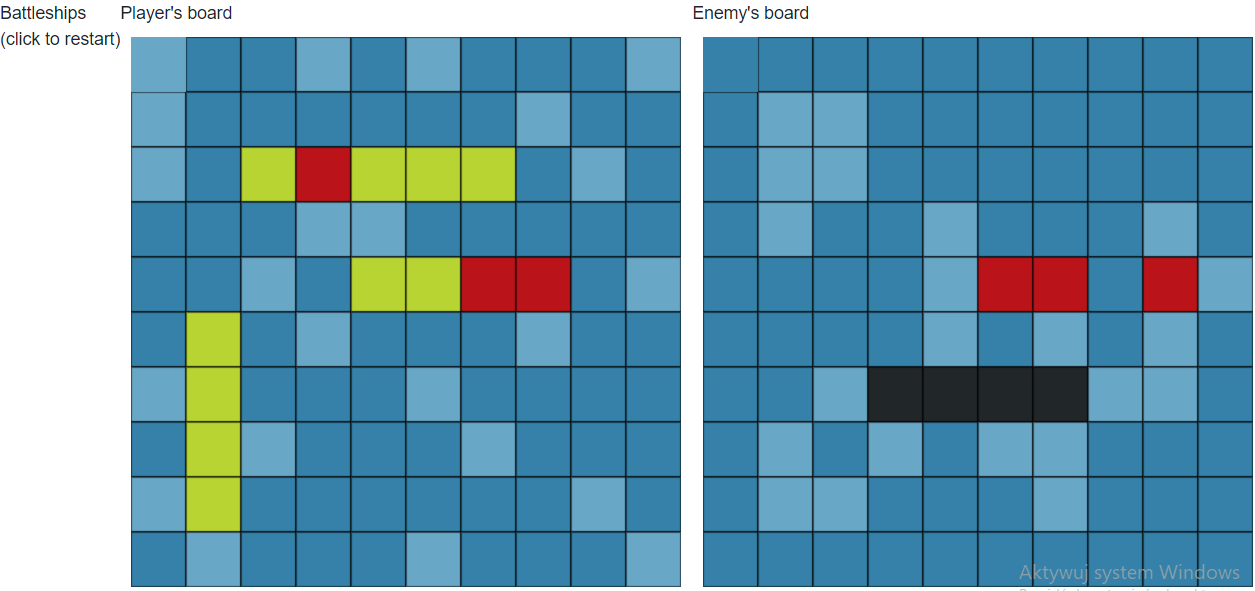 Battleships
(click to restart)
Player's board
Enemy's board
Aktywuj system Windows